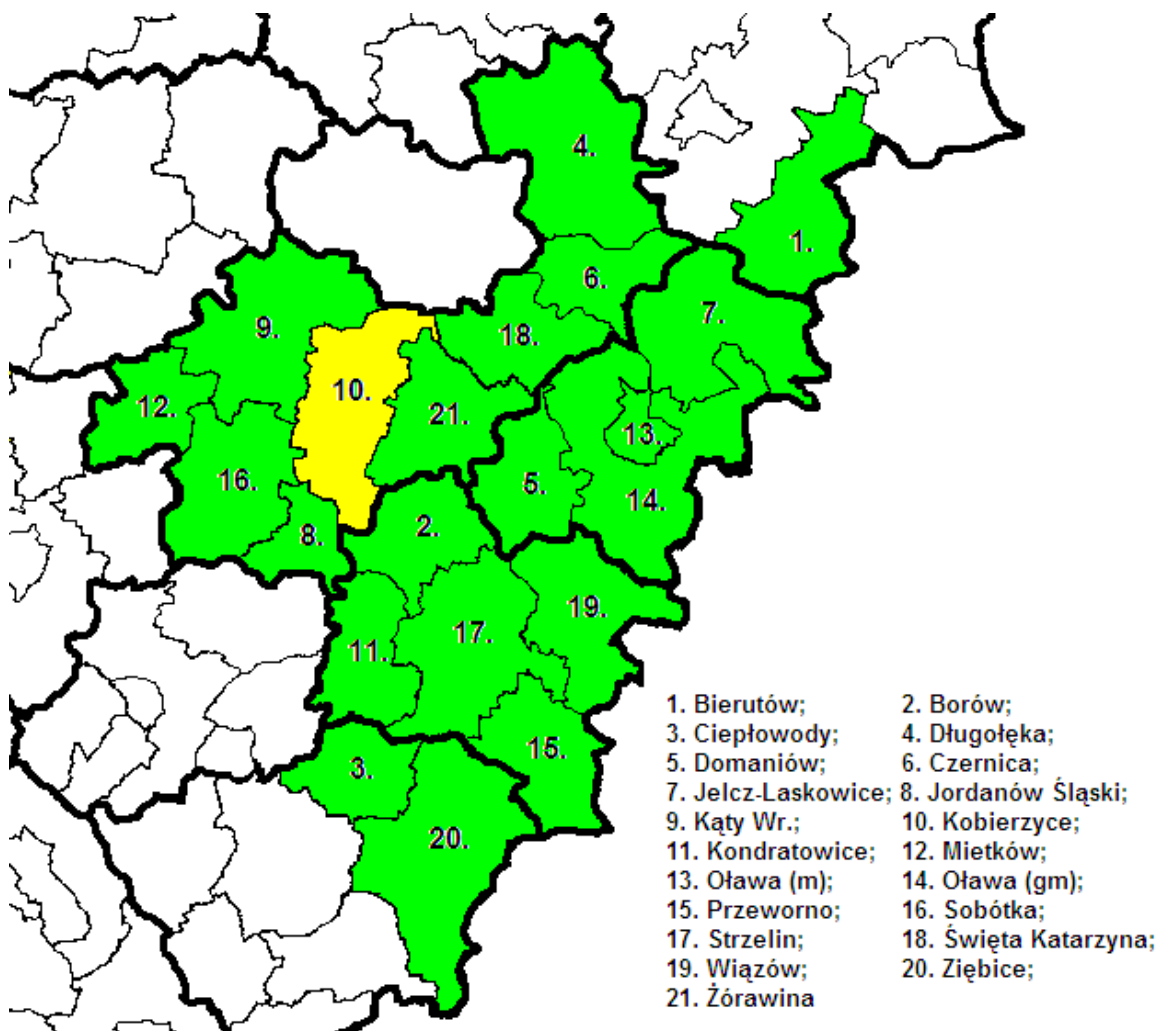 4.
1.
6.
7.
9.
18.
10.
12.
21.
13.
16.
5.
14.
8.
2.
19.
17.
11.
15.
3.
20.
1. Bierutów; 2. Borów;
3. Ciepłowody; 4. Długołęka;
5. Domaniów; 6. Czernica;
7. Jelcz-Laskowice; 8. Jordanów Śląski;
9. Kąty Wr.; 10. Kobierzyce;
11. Kondratowice; 12. Mietków;
13. Oława (m); 14. Oława (gm);
15. Przeworno; 16. Sobótka;
17. Strzelin; 18. Święta Katarzyna;
19. Wiązów; 20. Ziębice;
21. Żórawina